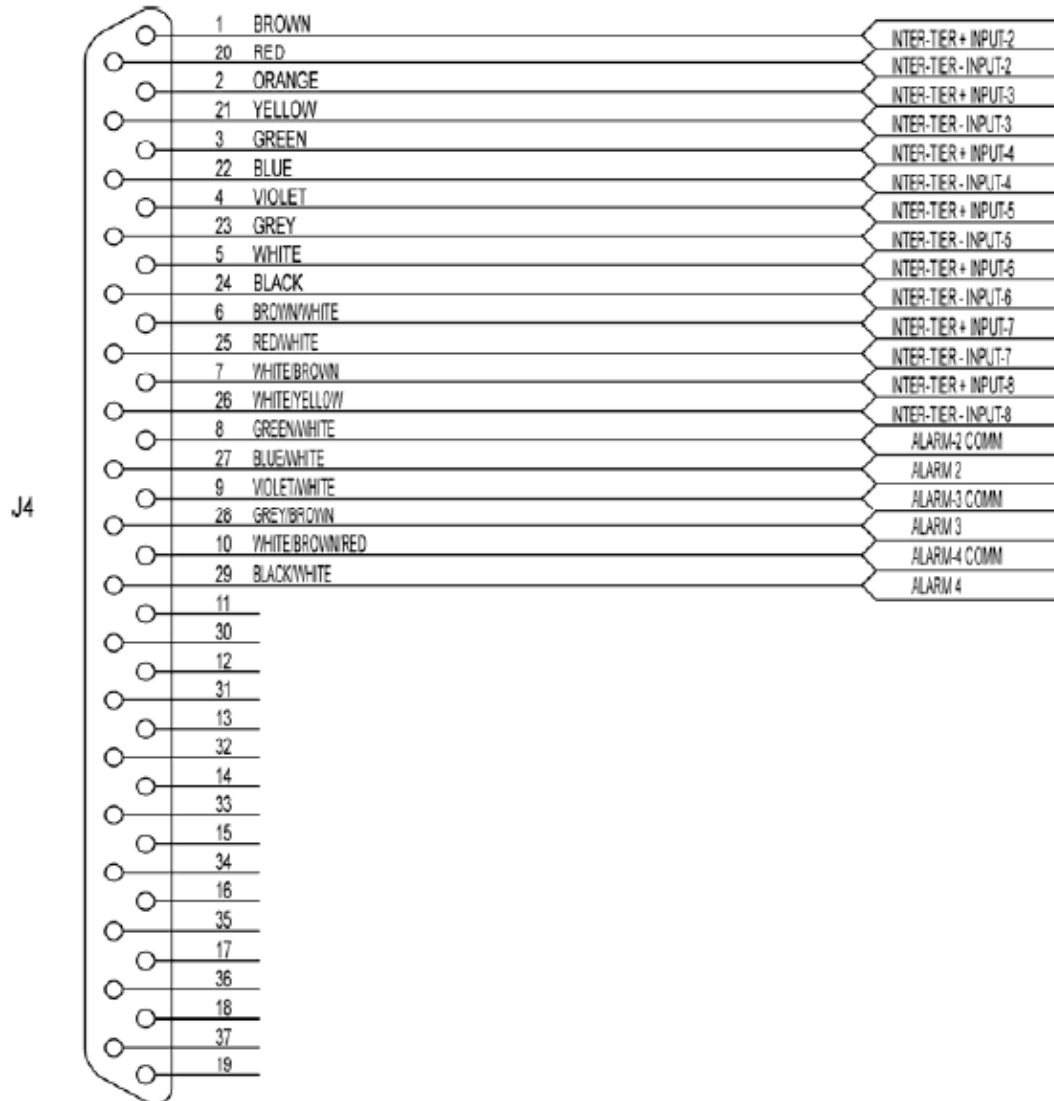 1 BROWN INTER-TIER + INPUT-2
20 RED INTER-TIER - INPUT-2
2 ORANGE INTER-TIER + INPUT-3
21 YELLOW INTER-TIER - INPUT-3
3 GREEN INTER-TIER + INPUT-4
22 BLUE INTER-TIER - INPUT-4
4 VIOLET INTER-TIER + INPUT-5
23 GREY INTER-TIER - INPUT-5
5 WHITE INTER-TIER + INPUT-6
24 BLACK INTER-TIER - INPUT-6
6 BROWN/WHITE INTER-TIER + INPUT-7
25 RED/WHITE INTER-TIER - INPUT-7
7 WHITE/BROWN INTER-TIER + INPUT-8
26 WHITE/YELLOW INTER-TIER - INPUT-8
8 GREEN/WHITE ALARM-2 COMM
27 BLUE/WHITE ALARM 2
9 VIOLET/WHITE ALARM-3 COMM
J4
28 GREY/BROWN ALARM 3
10 WHITE/BROWN/RED ALARM-4 COMM
29 BLACK/WHITE ALARM 4
11
30
12
31
13
32
14
33
15
34
16
35
17
36
18
37
19